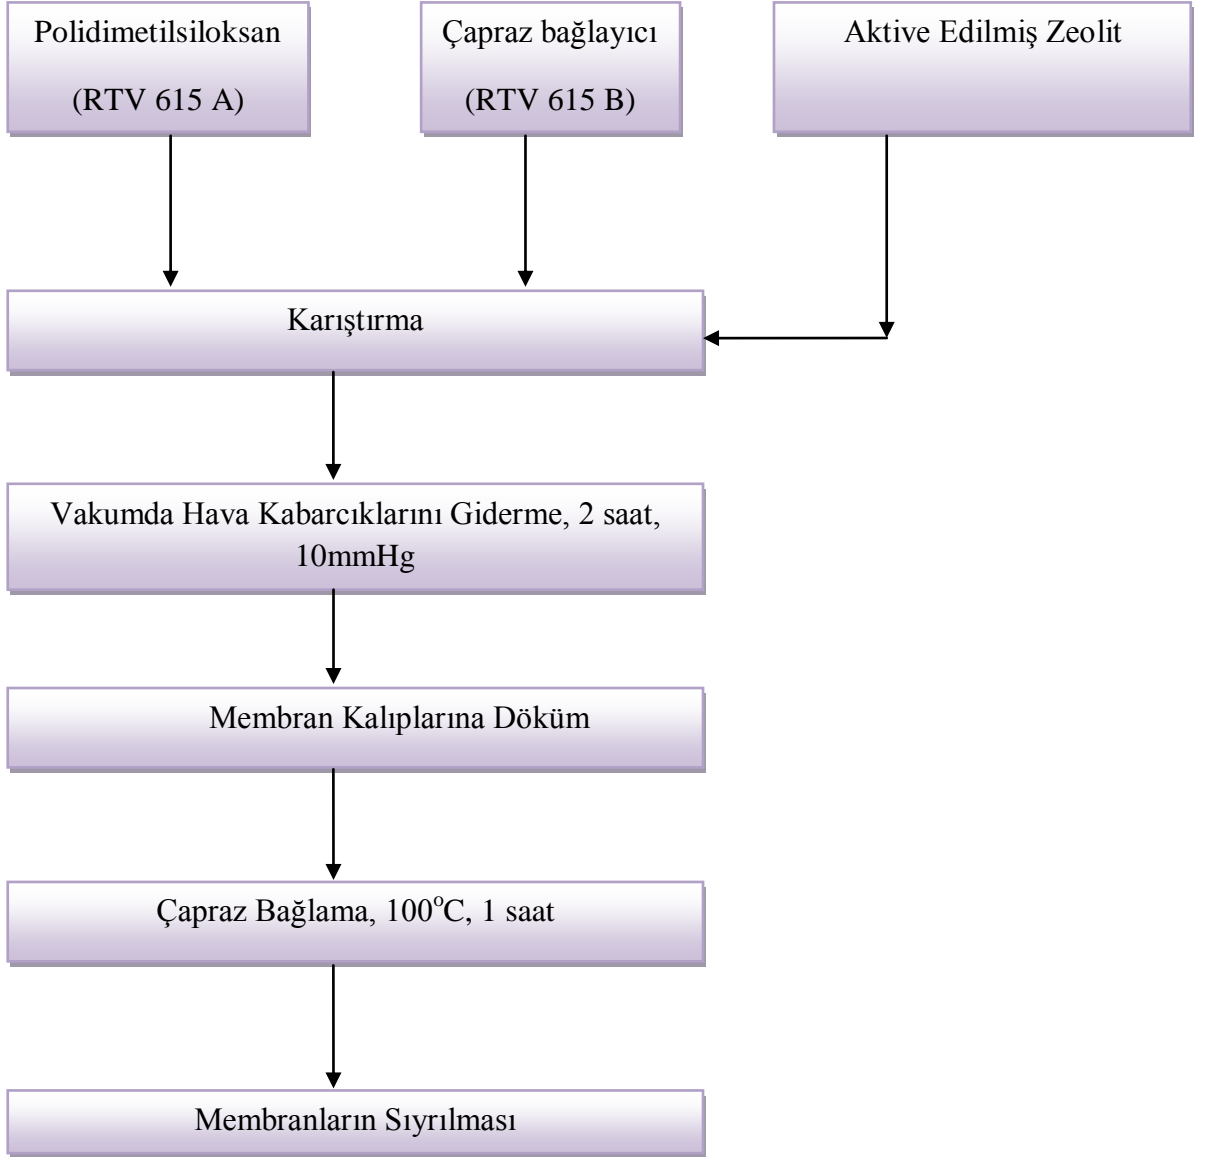 Polidimetilsiloksan
(RTV 615 A)
Çapraz bağlayıcı
(RTV 615 B)
Aktive Edilmiş Zeolit
Karıştırma
Vakumda Hava Kabarcıklarını Giderme, 2 saat,
10mmHg
Membran Kalıplarına Döküm
Çapraz Bağlama, 100°C, 1 saat
Membranların Sıyrılması